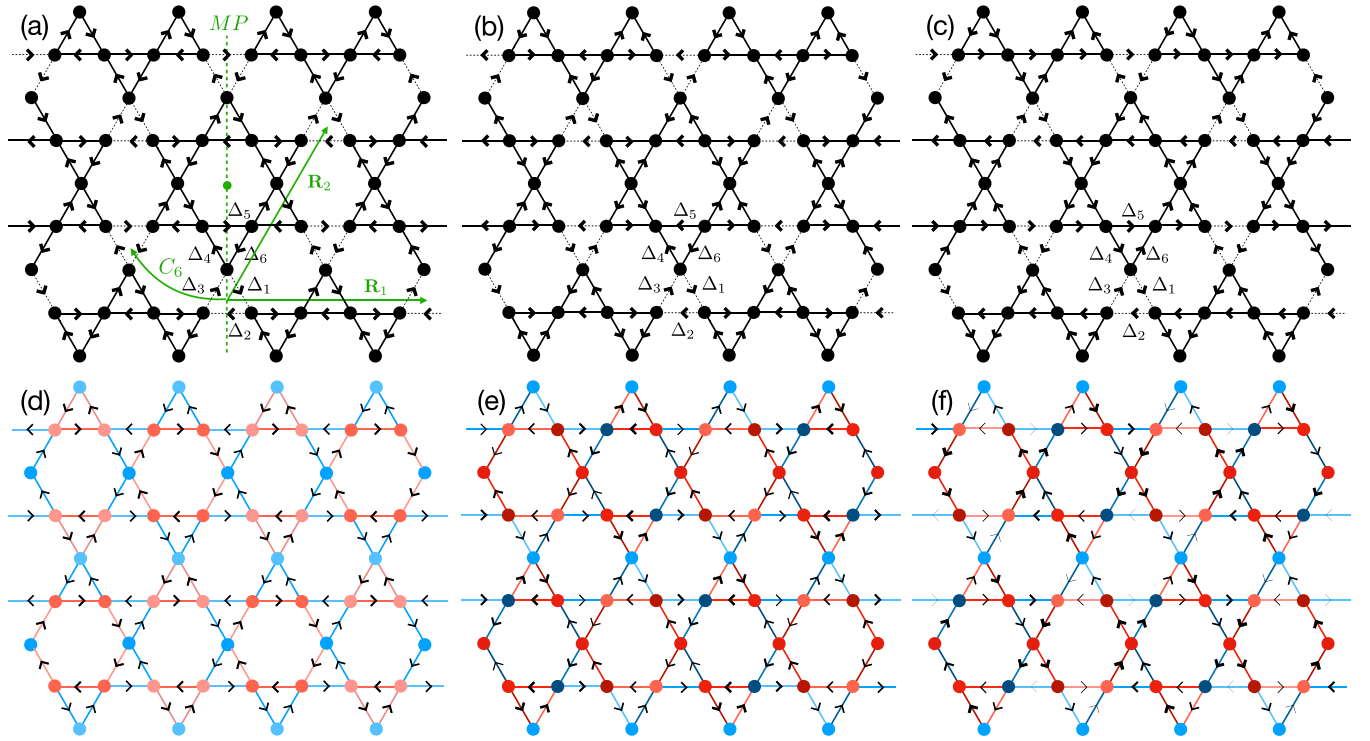 (a)
MP
(b)
(c)
R₂
Δ₅
Δ₄
Δ₆
C₆
Δ₃
Δ₁
R₁
Δ₂
Δ₅
Δ₄
Δ₆
Δ₃
Δ₁
Δ₂
Δ₅
Δ₄
Δ₆
Δ₃
Δ₁
Δ₂
(d)
(e)
(f)